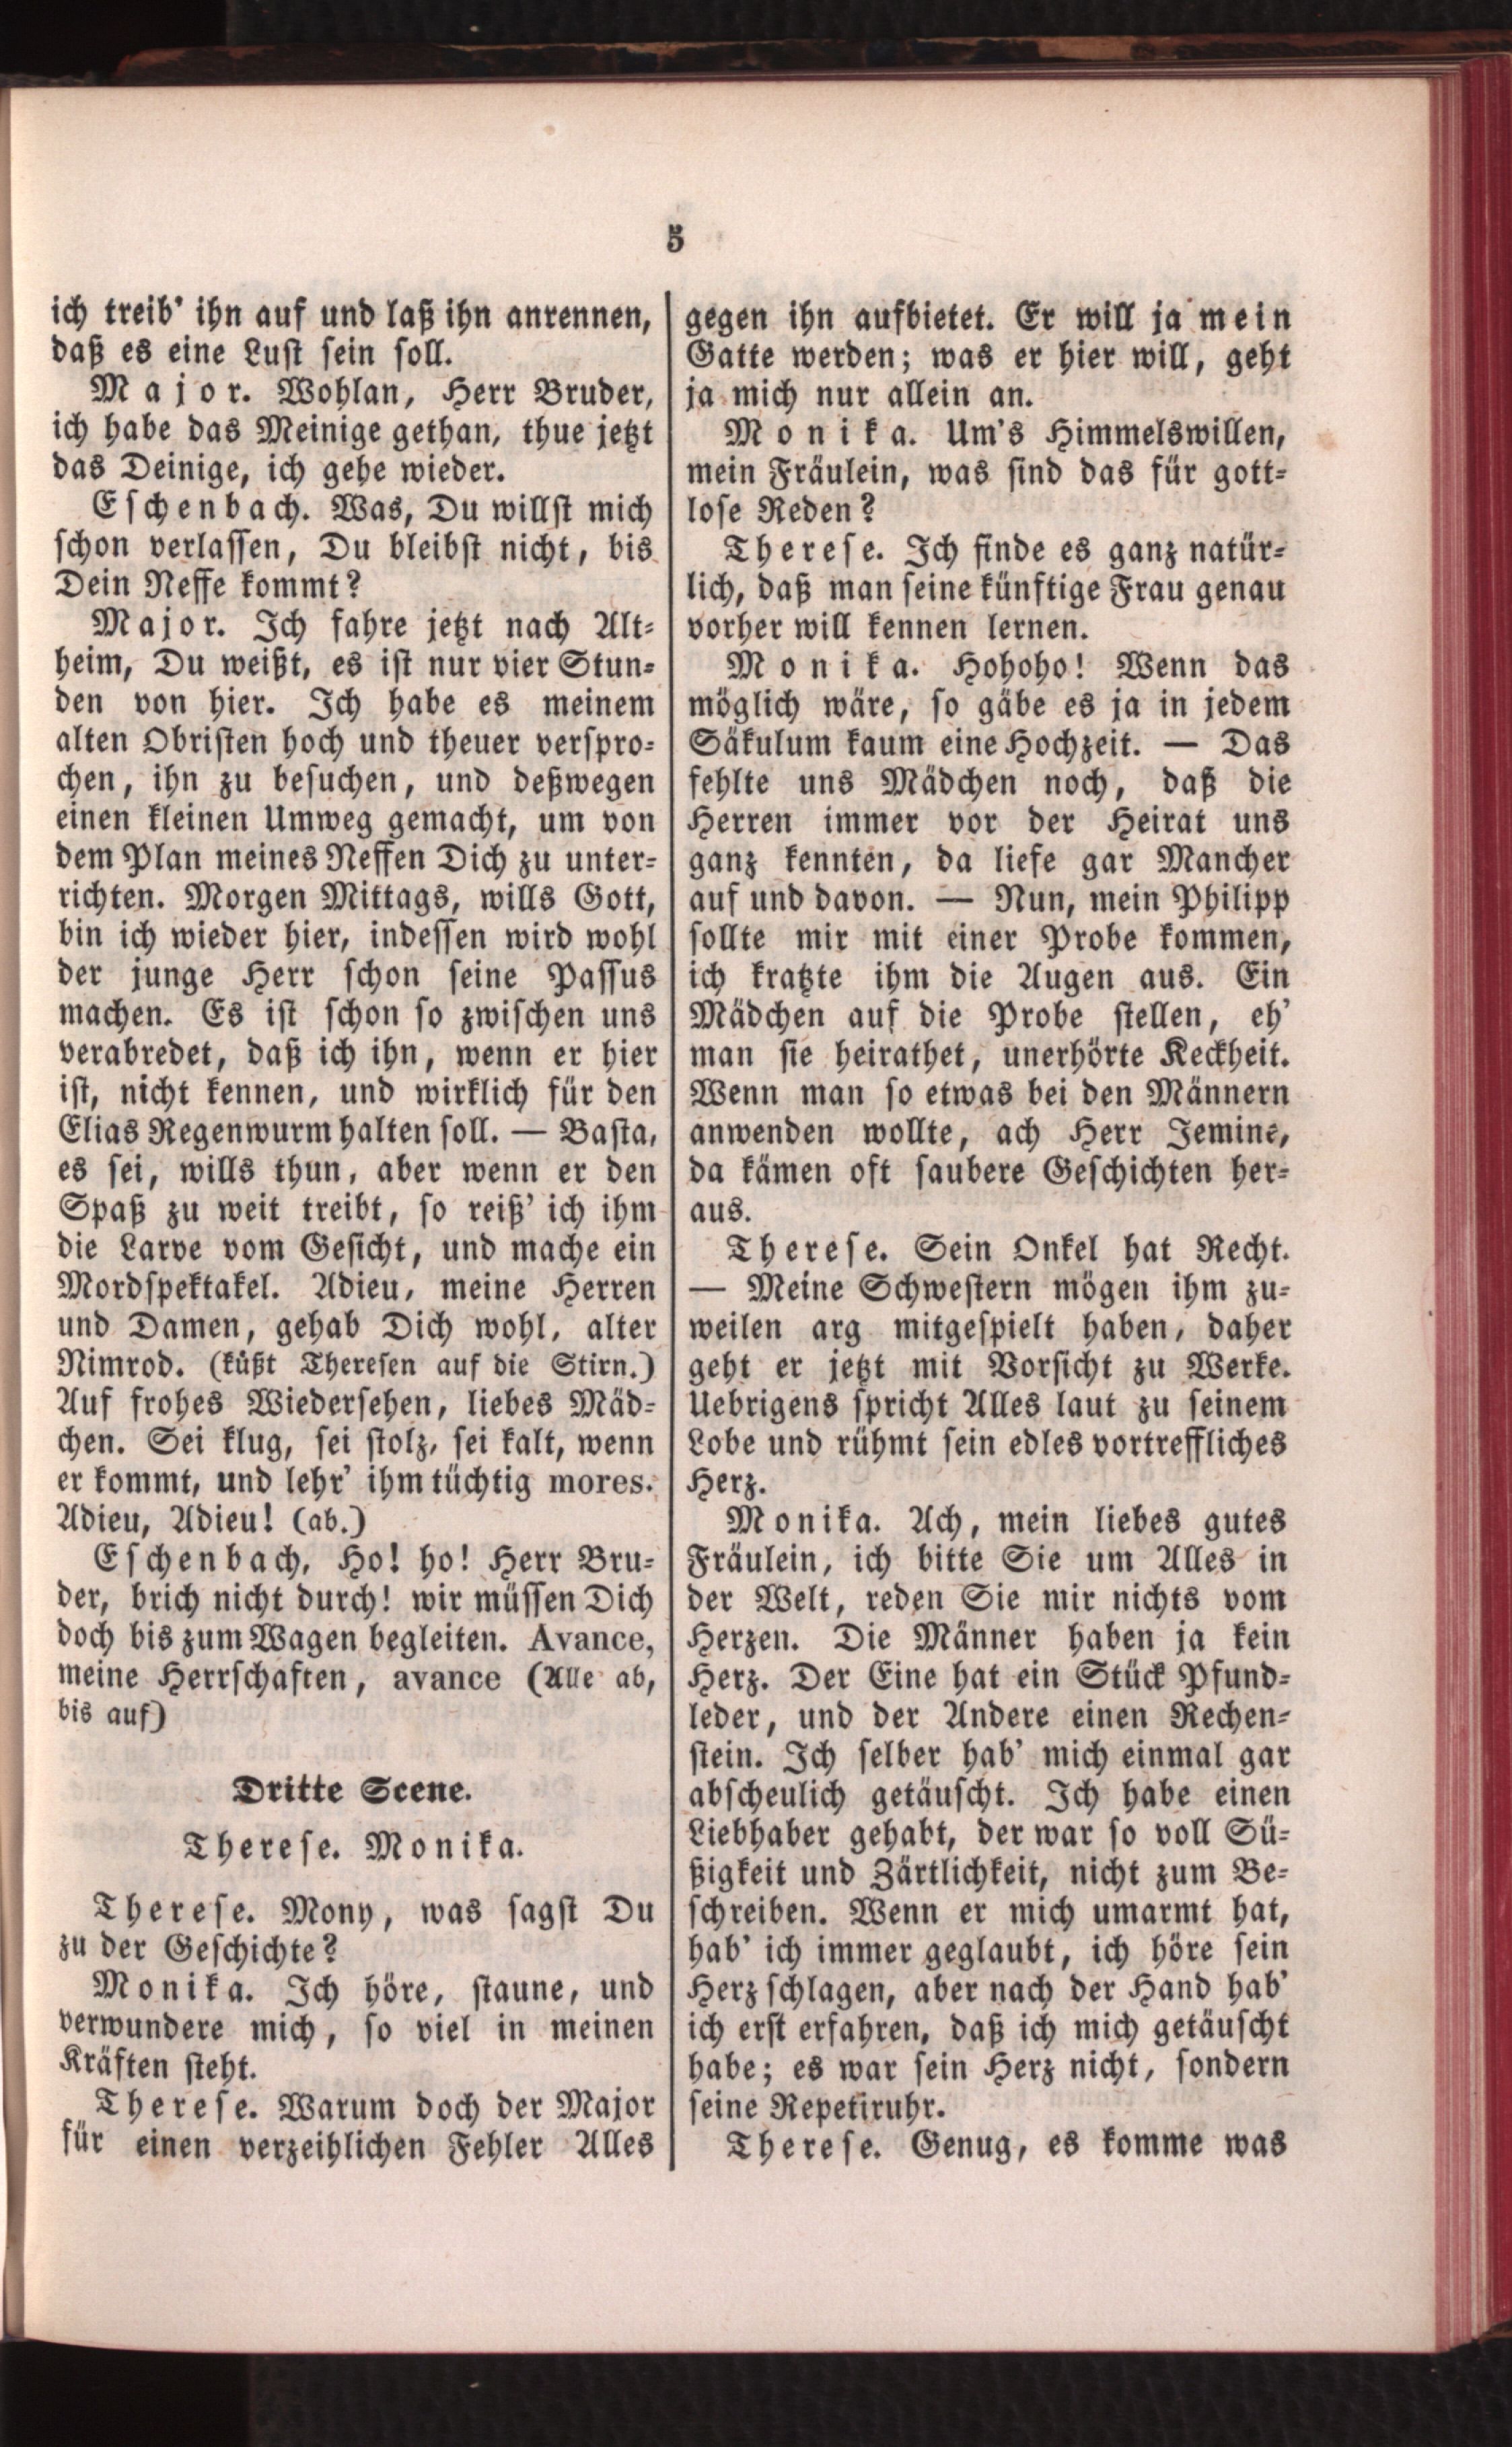 5
ich treib' ihn auf und laß ihn anrennen,
daß es eine Lust sein soll.
Major. Wohlan, Herr Bruder,
ich habe das Meinige gethan, thue jetzt
das Deinige, ich gehe wieder.
Eschenbach. Was, Du willst mich
schon verlassen, Du bleibst nicht, bis
Dein Neffe kommt?
Major. Ich fahre jetzt nach Alt-
heim, Du weißt, es ist nur vier Stun-
den von hier. Ich habe es meinem
alten Obristen hoch und theuer verspro-
chen, ihn zu besuchen, und deßwegen
einen kleinen Umweg gemacht, um von
dem Plan meines Neffen Dich zu unter-
richten. Morgen Mittags, wills Gott,
bin ich wieder hier, indessen wird wohl
der junge Herr schon seine Passus
machen. Es ist schon so zwischen uns
verabredet, daß ich ihn, wenn er hier
ist, nicht kennen, und wirklich für den
Elias Regenwurm halten soll. — Basta,
es sei, wills thun, aber wenn er den
Spaß zu weit treibt, so reiß' ich ihm
die Larve vom Gesicht, und mache ein
Mordspektakel. Adieu, meine Herren
und Damen, gehab Dich wohl, alter
Nimrod. (küßt Theresen auf die Stirn.)
Auf frohes Wiedersehen, liebes Mäd-
chen. Sei klug, sei stolz, sei kalt, wenn
er kommt, und lehr' ihm tüchtig mores.
Adieu, Adieu! (ab.)
Eschenbach, Ho! ho! Herr Bru-
der, brich nicht durch! wir müssen Dich
doch bis zum Wagen begleiten. Avance,
meine Herrschaften, avance (Alle ab,
bis auf)
Dritte Scene.
Therese. Monika.
Therese. Mony, was sagst Du
zu der Geschichte?
Monika. Ich höre, staune, und
verwundere mich, so viel in meinen
Kräften steht.
Therese. Warum doch der Major
für einen verzeihlichen Fehler Alles
gegen ihn aufbietet. Er will ja mein
Gatte werden; was er hier will, geht
ja mich nur allein an.
Monika. Um's Himmelswillen,
mein Fräulein, was sind das für gott-
lose Reden?
Therese. Ich finde es ganz natür-
lich, daß man seine künftige Frau genau
vorher will kennen lernen.
Monika. Hohoho! Wenn das
möglich wäre, so gäbe es ja in jedem
Säkulum kaum eine Hochzeit. — Das
fehlte uns Mädchen noch, daß die
Herren immer vor der Heirat uns
ganz kennten, da liefe gar Mancher
auf und davon. — Nun, mein Philipp
sollte mir mit einer Probe kommen,
ich kratzte ihm die Augen aus. Ein
Mädchen auf die Probe stellen, eh'
man sie heirathet, unerhörte Keckheit.
Wenn man so etwas bei den Männern
anwenden wollte, ach Herr Jemine,
da kämen oft saubere Geschichten her-
aus.
Therese. Sein Onkel hat Recht.
— Meine Schwestern mögen ihm zu-
weilen arg mitgespielt haben, daher
geht er jetzt mit Vorsicht zu Werke.
Uebrigens spricht Alles laut zu seinem
Lobe und rühmt sein edles vortreffliches
Herz.
Monika. Ach, mein liebes gutes
Fräulein, ich bitte Sie um Alles in
der Welt, reden Sie mir nichts vom
Herzen. Die Männer haben ja kein
Herz. Der Eine hat ein Stück Pfund-
leder, und der Andere einen Rechen-
stein. Ich selber hab' mich einmal gar
abscheulich getäuscht. Ich habe einen
Liebhaber gehabt, der war so voll Sü-
ßigkeit und Zärtlichkeit, nicht zum Be-
schreiben. Wenn er mich umarmt hat,
hab' ich immer geglaubt, ich höre sein
Herz schlagen, aber nach der Hand hab'
ich erst erfahren, daß ich mich getäuscht
habe; es war sein Herz nicht, sondern
seine Repetiruhr.
Therese. Genug, es komme was